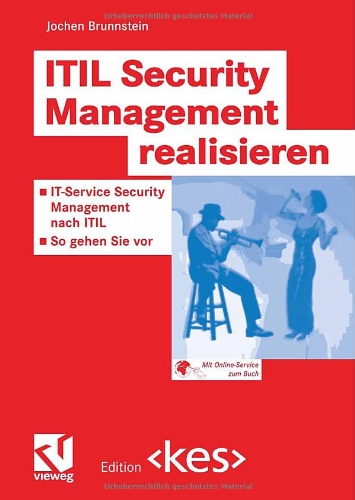 Urheberrechtlich geschütztes Material
Jochen Brunnstein
ITIL Security
Management
realisieren
IT-Service Security
Management
nach ITIL
So gehen Sie vor
Mit Online-Service
zum Buch
vieweg
Edition <kes>
Urheberrechtlich geschütztes Material